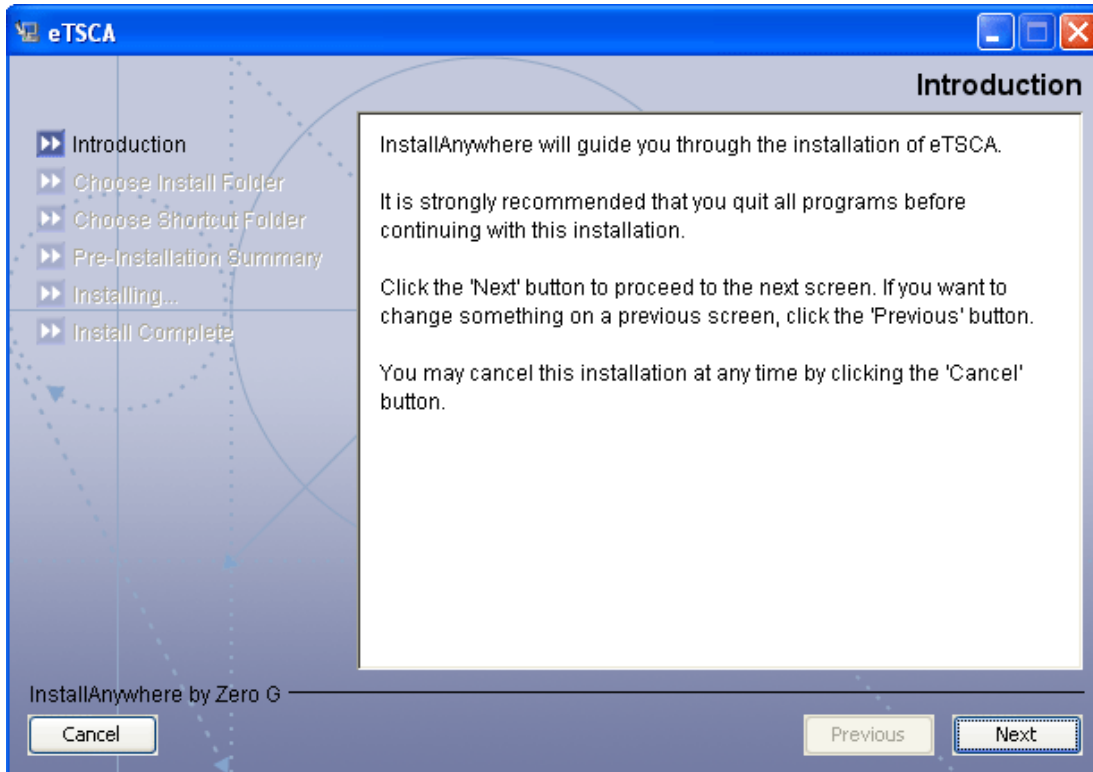 eTSCA
Introduction
Introduction
Choose Install Folder
Choose Shortcut Folder
Pre-Installation Summary
Installing...
Install Complete
InstallAnywhere will guide you through the installation of eTSCA.
It is strongly recommended that you quit all programs before
continuing with this installation.
Click the 'Next' button to proceed to the next screen. If you want to
change something on a previous screen, click the 'Previous' button.
You may cancel this installation at any time by clicking the 'Cancel'
button.
InstallAnywhere by Zero G
Cancel
Previous
Next